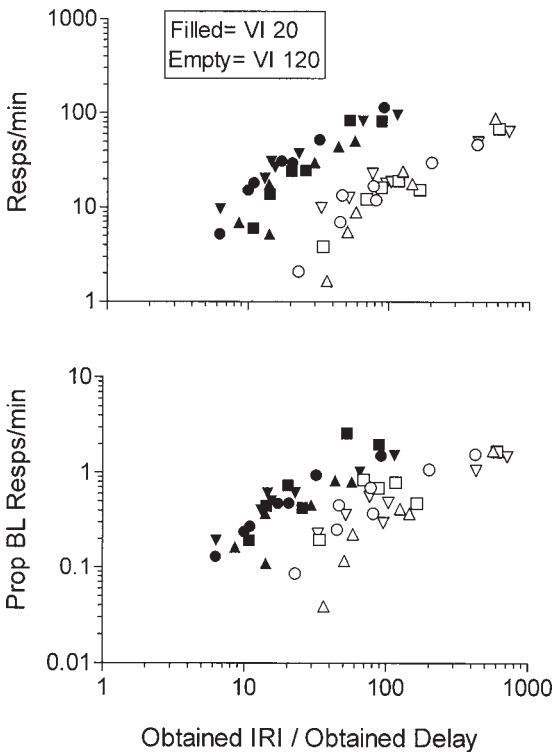 1000
Filled= VI 20
Empty= VI 120
100
10
1
Resps/min
10
1
0.1
0.01
Prop BL Resps/min
1
10
100
1000
Obtained IRI / Obtained Delay